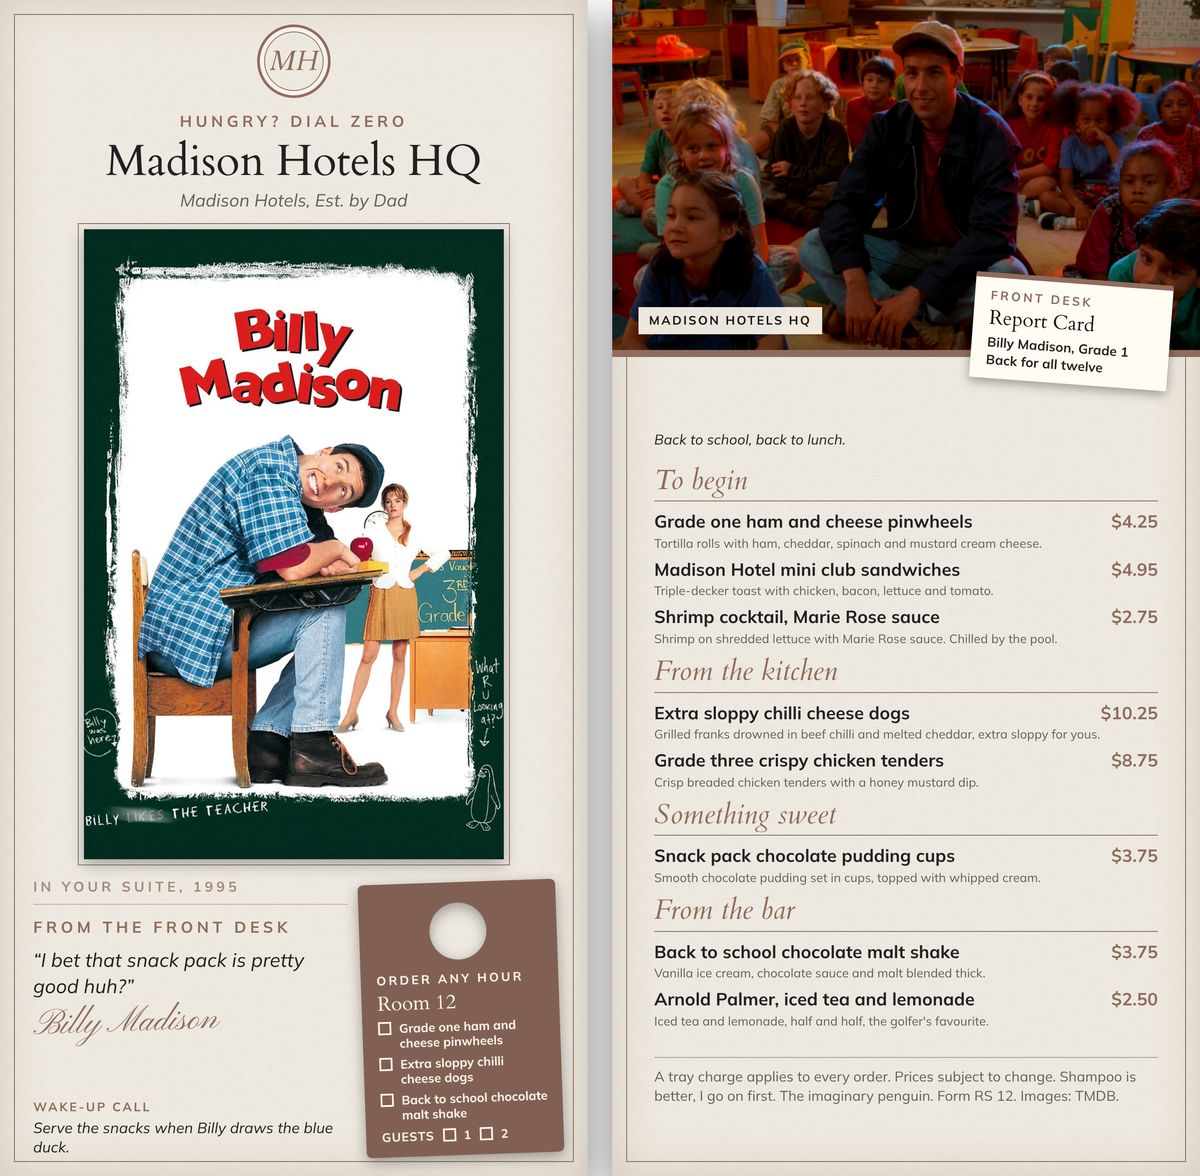 MH
HUNGRY? DIAL ZERO
Madison Hotels HQ
Madison Hotels, Est. by Dad
Billy
Madison
3RD
Grade
What
R
U
Looking
at?
Billy
was
here
BILLY LIKES THE TEACHER
IN YOUR SUITE, 1995
FROM THE FRONT DESK
“I bet that snack pack is pretty
good huh?”
Billy Madison
WAKE-UP CALL
Serve the snacks when Billy draws the blue
duck.
ORDER ANY HOUR
Room 12
Grade one ham and
cheese pinwheels
Extra sloppy chilli
cheese dogs
Back to school chocolate
malt shake
GUESTS 1 2
MADISON HOTELS HQ
FRONT DESK
Report Card
Billy Madison, Grade 1
Back for all twelve
Back to school, back to lunch.
To begin
Grade one ham and cheese pinwheels $4.25
Tortilla rolls with ham, cheddar, spinach and mustard cream cheese.
Madison Hotel mini club sandwiches $4.95
Triple-decker toast with chicken, bacon, lettuce and tomato.
Shrimp cocktail, Marie Rose sauce $2.75
Shrimp on shredded lettuce with Marie Rose sauce. Chilled by the pool.
From the kitchen
Extra sloppy chilli cheese dogs $10.25
Grilled franks drowned in beef chilli and melted cheddar, extra sloppy for yous.
Grade three crispy chicken tenders $8.75
Crisp breaded chicken tenders with a honey mustard dip.
Something sweet
Snack pack chocolate pudding cups $3.75
Smooth chocolate pudding set in cups, topped with whipped cream.
From the bar
Back to school chocolate malt shake $3.75
Vanilla ice cream, chocolate sauce and malt blended thick.
Arnold Palmer, iced tea and lemonade $2.50
Iced tea and lemonade, half and half, the golfer's favourite.
A tray charge applies to every order. Prices subject to change. Shampoo is
better, I go on first. The imaginary penguin. Form RS 12. Images: TMDB.